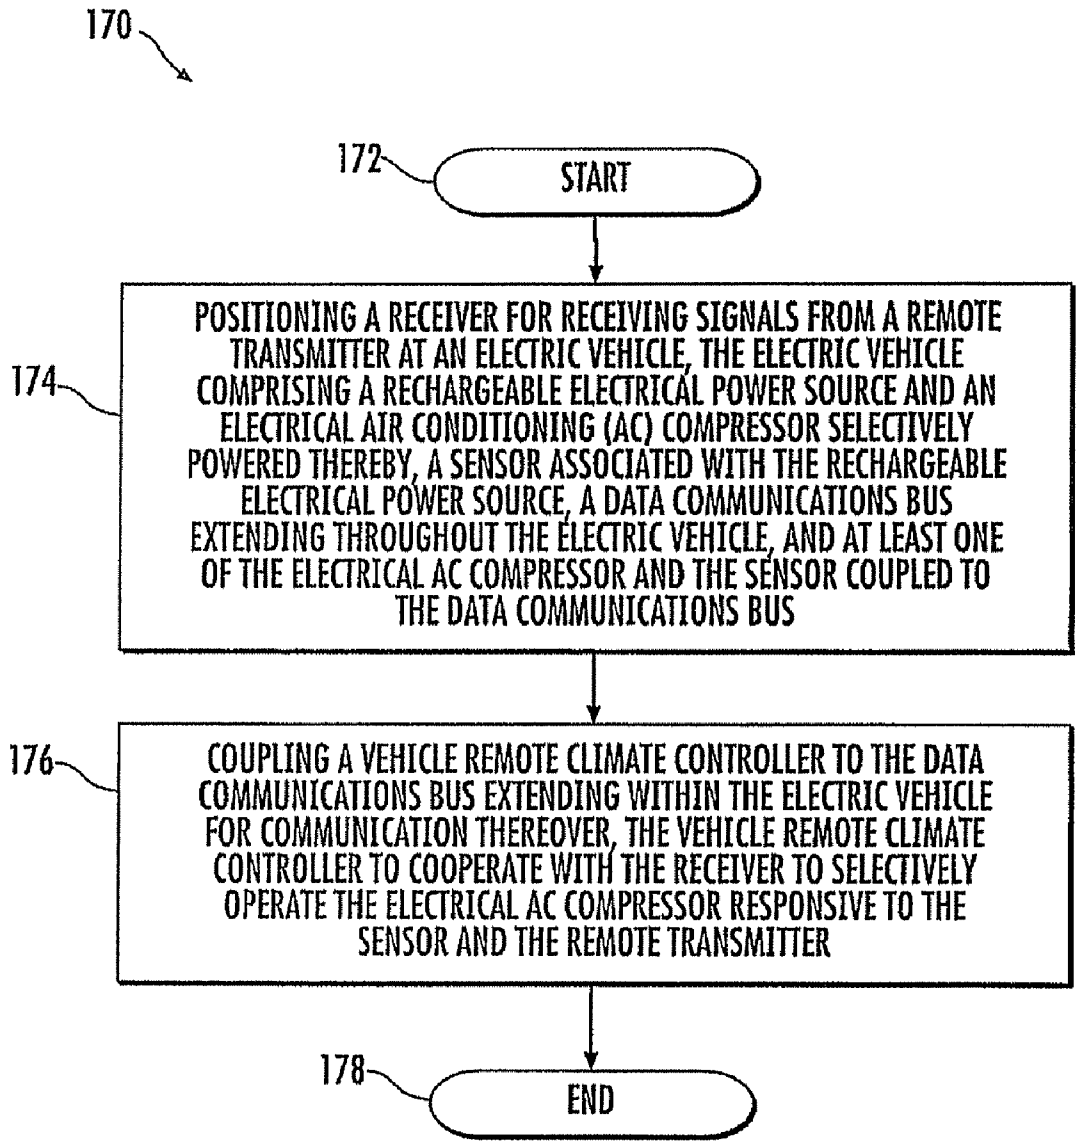 170
172
START
174
POSITIONING A RECEIVER FOR RECEIVING SIGNALS FROM A REMOTE
TRANSMITTER AT AN ELECTRIC VEHICLE, THE ELECTRIC VEHICLE
COMPRISING A RECHARGEABLE ELECTRICAL POWER SOURCE AND AN
ELECTRICAL AIR CONDITIONING (AC) COMPRESSOR SELECTIVELY
POWERED THEREBY, A SENSOR ASSOCIATED WITH THE RECHARGEABLE
ELECTRICAL POWER SOURCE, A DATA COMMUNICATIONS BUS
EXTENDING THROUGHOUT THE ELECTRIC VEHICLE, AND AT LEAST ONE
OF THE ELECTRICAL AC COMPRESSOR AND THE SENSOR COUPLED TO
THE DATA COMMUNICATIONS BUS
176
COUPLING A VEHICLE REMOTE CLIMATE CONTROLLER TO THE DATA
COMMUNICATIONS BUS EXTENDING WITHIN THE ELECTRIC VEHICLE
FOR COMMUNICATION THEREOVER, THE VEHICLE REMOTE CLIMATE
CONTROLLER TO COOPERATE WITH THE RECEIVER TO SELECTIVELY
OPERATE THE ELECTRICAL AC COMPRESSOR RESPONSIVE TO THE
SENSOR AND THE REMOTE TRANSMITTER
178
END